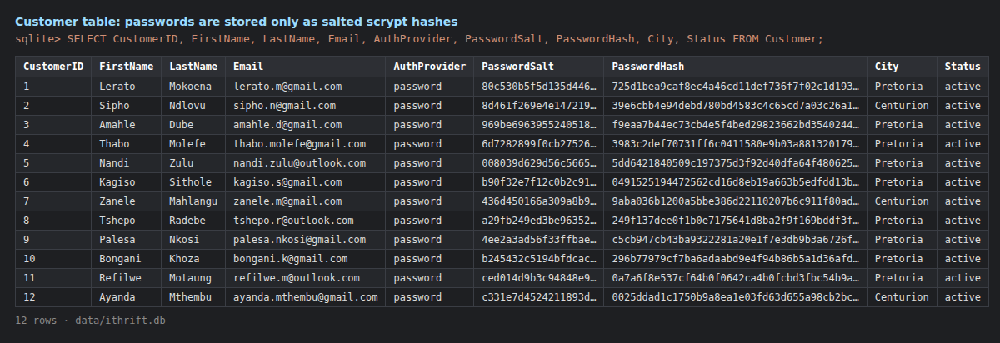 Customer table: passwords are stored only as salted scrypt hashes
sqlite> SELECT CustomerID, FirstName, LastName, Email, AuthProvider, PasswordSalt, PasswordHash, City, Status FROM Customer;
CustomerID FirstName LastName Email AuthProvider PasswordSalt PasswordHash City Status
1 Lerato Mokoena lerato.m@gmail.com password 80c530b5f5d135d446… 725d1bea9caf8ec4a46cd11def736f7f02c1d193… Pretoria active
2 Sipho Ndlovu sipho.n@gmail.com password 8d461f269e4e147219… 39e6cbb4e94debd780bd4583c4c65cd7a03c26a1… Centurion active
3 Amahle Dube amahle.d@gmail.com password 969be6963955240518… f9eaa7b44ec73cb4e5f4bed29823662bd3540244… Pretoria active
4 Thabo Molefe thabo.molefe@gmail.com password 6d7282899f0cb27526… 3983c2def70731ff6c0411580e9b03a881320179… Pretoria active
5 Nandi Zulu nandi.zulu@outlook.com password 008039d629d56c5665… 5dd6421840509c197375d3f92d40dfa64f480625… Pretoria active
6 Kagiso Sithole kagiso.s@gmail.com password b90f32e7f12c0b2c91… 0491525194472562cd16d8eb19a663b5edfdd13b… Pretoria active
7 Zanele Mahlangu zanele.m@gmail.com password 436d450166a309a8b9… 9aba036b1200a5bbe386d22110207b6c911f80ad… Centurion active
8 Tshepo Radebe tshepo.r@outlook.com password a29fb249ed3be96352… 249f137dee0f1b0e7175641d8ba2f9f169bddf3f… Pretoria active
9 Palesa Nkosi palesa.nkosi@gmail.com password 4ee2a3ad56f33ffbae… c5cb947cb43ba9322281a20e1f7e3db9b3a6726f… Pretoria active
10 Bongani Khoza bongani.k@gmail.com password b245432c5194bfdcac… 296b77979cf7ba6adaabd9e4f94b86b5a1d36afd… Pretoria active
11 Refilwe Motaung refilwe.m@outlook.com password ced014d9b3c94848e9… 0a7a6f8e537cf64b0f0642ca4b0fcbd3fbc54b9a… Pretoria active
12 Ayanda Mthembu ayanda.mthembu@gmail.com password c331e7d4524211893d… 0025ddad1c1750b9a8ea1e03fd63d655a98cb2bc… Centurion active
12 rows · data/ithrift.db